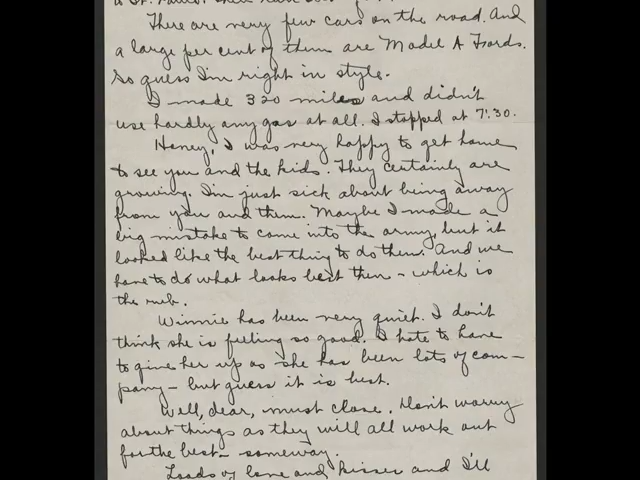 to St. Paul.
There are very few cars on the road. And
a large per cent of them are Model A Fords.
So guess I'm right in style.
I made 320 miles and didn't
use hardly any gas at all. I stopped at 7:30.
Honey, I was very happy to get home
to see you and the kids. They certainly are
growing. I'm just sick about being away
from you and them. Maybe I made a
big mistake to come into the army, but it
looked like the best thing to do then. And we
have to do what looks best then - which is
the rub.
Winnie has been very quiet. I don't
think she is feeling so good. I hate to have
to give her up as she has been lots of com-
pany - but guess it is best.
Well, dear, must close. Don't worry
about things as they will all work out
for the best - someway.
Loads of love and kisses and I'll